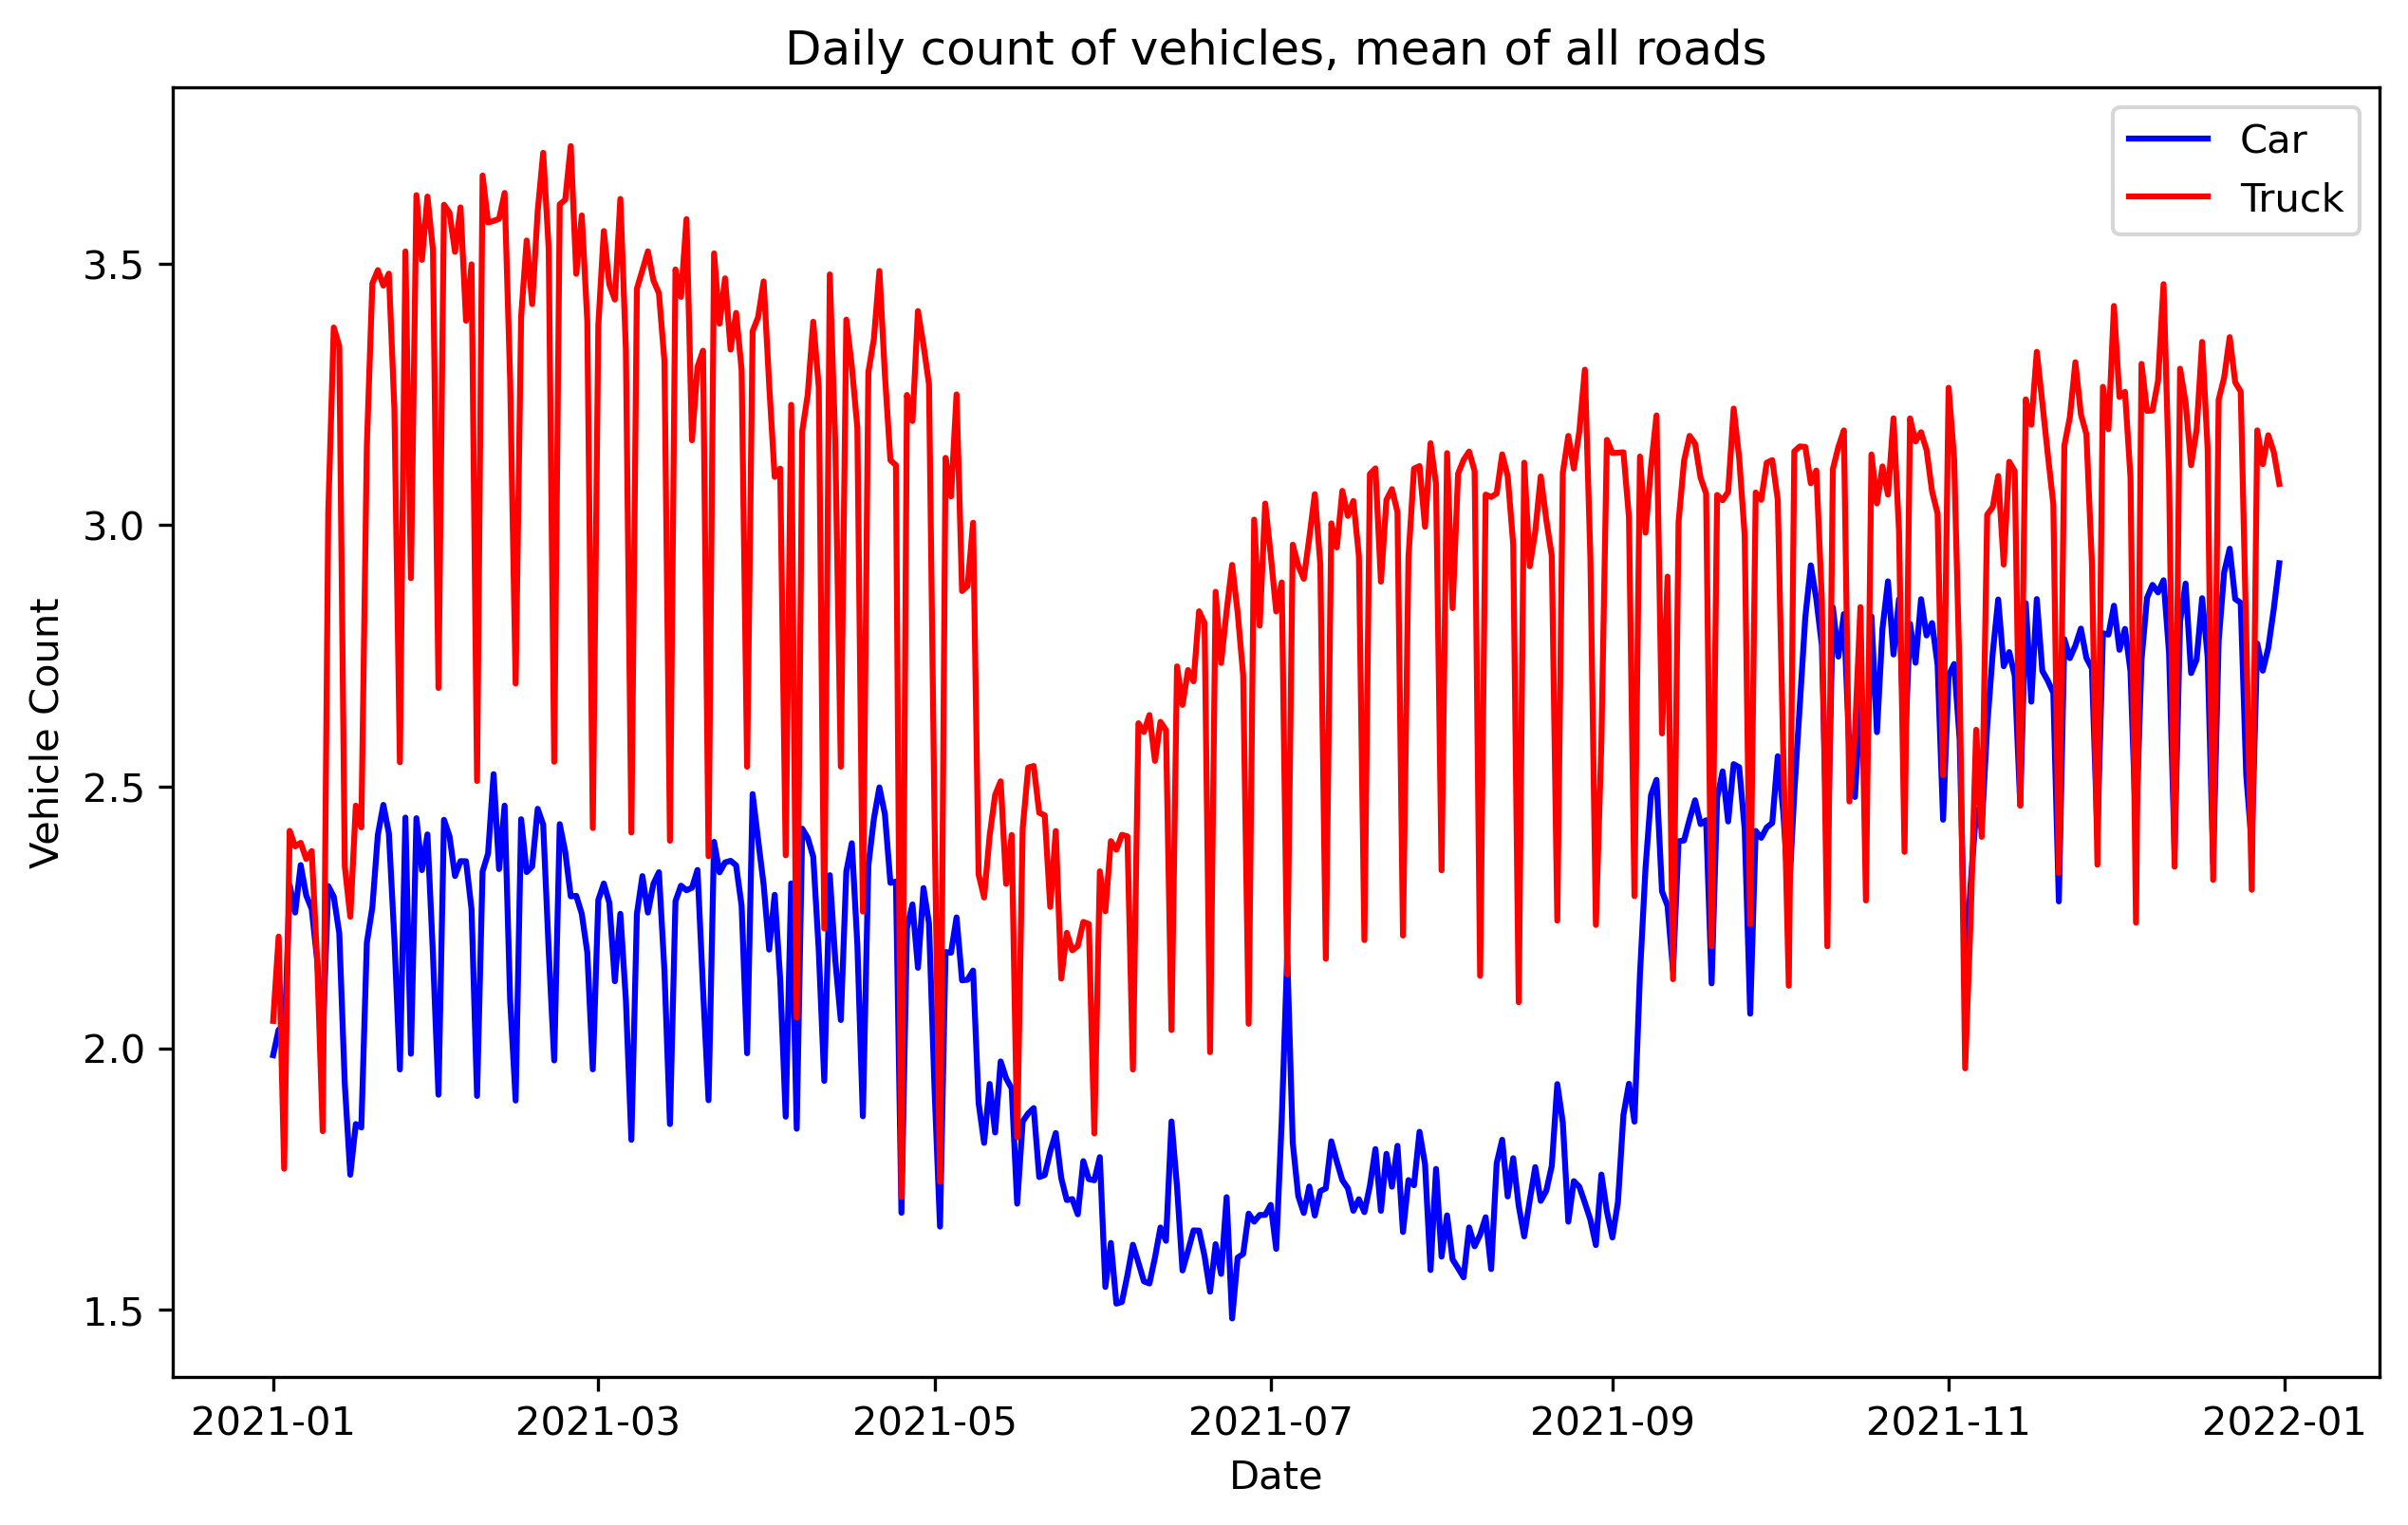 Daily count of vehicles, mean of all roads
Car
Truck
3.5
3.0
2.5
2.0
1.5
Vehicle Count
2021-01
2021-03
2021-05
2021-07
2021-09
2021-11
2022-01
Date